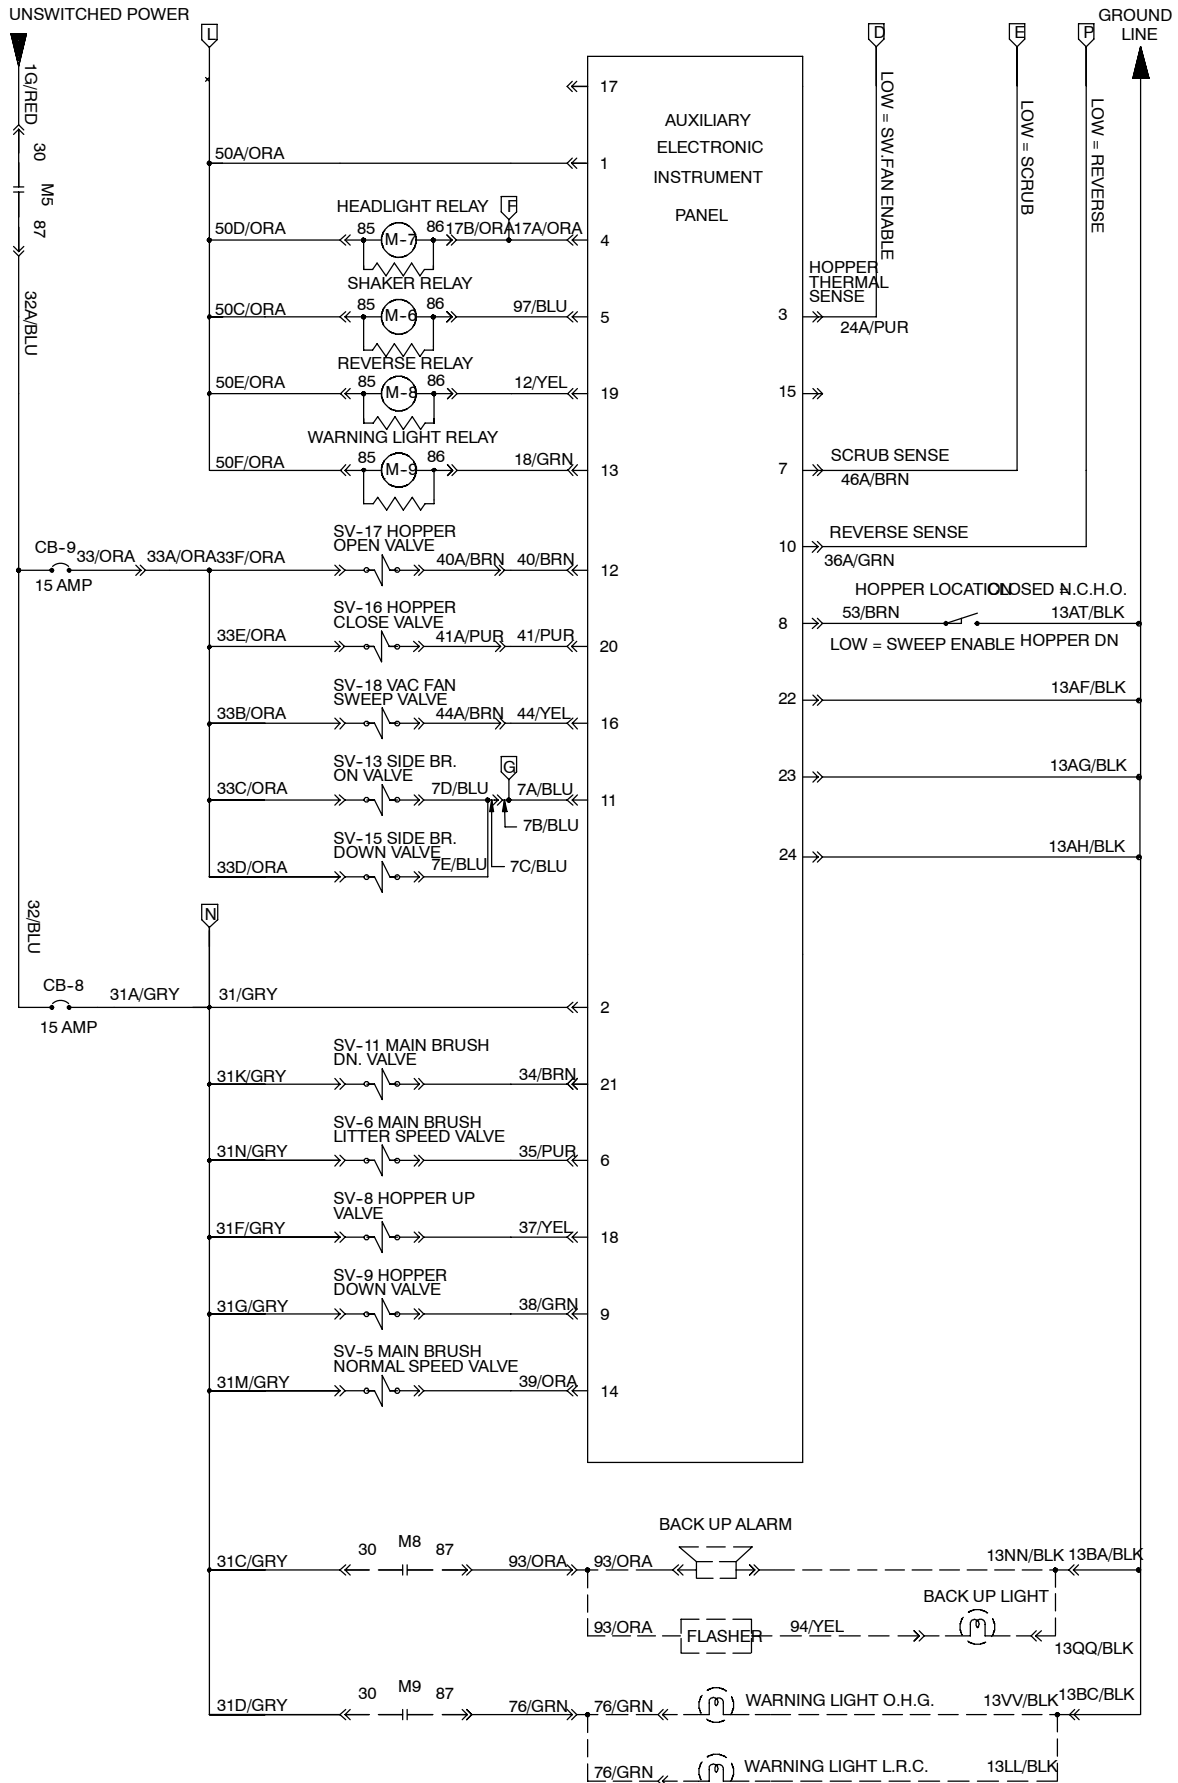 UNSWITCHED POWER
GROUND
LINE
L
D
E
P
1G/RED
30
M5
87
32A/BLU
32/BLU
17
AUXILIARY
ELECTRONIC
INSTRUMENT
PANEL
LOW = SW.FAN ENABLE
LOW = SCRUB
LOW = REVERSE
50A/ORA
1
HEADLIGHT RELAY
F
50D/ORA
85
M-7
86
17B/ORA
17A/ORA
4
SHAKER RELAY
50C/ORA
85
M-6
86
97/BLU
5
HOPPER
THERMAL
SENSE
3
24A/PUR
REVERSE RELAY
50E/ORA
85
M-8
86
12/YEL
19
15
WARNING LIGHT RELAY
50F/ORA
85
M-9
86
18/GRN
13
7
SCRUB SENSE
46A/BRN
CB-9
15 AMP
33/ORA
33A/ORA
33F/ORA
SV-17 HOPPER
OPEN VALVE
40A/BRN
40/BRN
12
10
REVERSE SENSE
36A/GRN
SV-16 HOPPER
CLOSE VALVE
33E/ORA
41A/PUR
41/PUR
20
HOPPER LOCATION
CLOSED = N.C.H.O.
8
53/BRN
13AT/BLK
LOW = SWEEP ENABLE
HOPPER DN
SV-18 VAC FAN
SWEEP VALVE
33B/ORA
44A/BRN
44/YEL
16
22
13AF/BLK
SV-13 SIDE BR.
ON VALVE
G
33C/ORA
7D/BLU
7A/BLU
11
7B/BLU
23
13AG/BLK
SV-15 SIDE BR.
DOWN VALVE
33D/ORA
7E/BLU
7C/BLU
24
13AH/BLK
N
CB-8
15 AMP
31A/GRY
31/GRY
2
SV-11 MAIN BRUSH
DN. VALVE
31K/GRY
34/BRN
21
SV-6 MAIN BRUSH
LITTER SPEED VALVE
31N/GRY
35/PUR
6
SV-8 HOPPER UP
VALVE
31F/GRY
37/YEL
18
SV-9 HOPPER
DOWN VALVE
31G/GRY
38/GRN
9
SV-5 MAIN BRUSH
NORMAL SPEED VALVE
31M/GRY
39/ORA
14
BACK UP ALARM
31C/GRY
30
M8
87
93/ORA
93/ORA
13NN/BLK
13BA/BLK
BACK UP LIGHT
93/ORA
FLASHER
94/YEL
13QQ/BLK
31D/GRY
30
M9
87
76/GRN
76/GRN
WARNING LIGHT O.H.G.
13VV/BLK
13BC/BLK
76/GRN
WARNING LIGHT L.R.C.
13LL/BLK